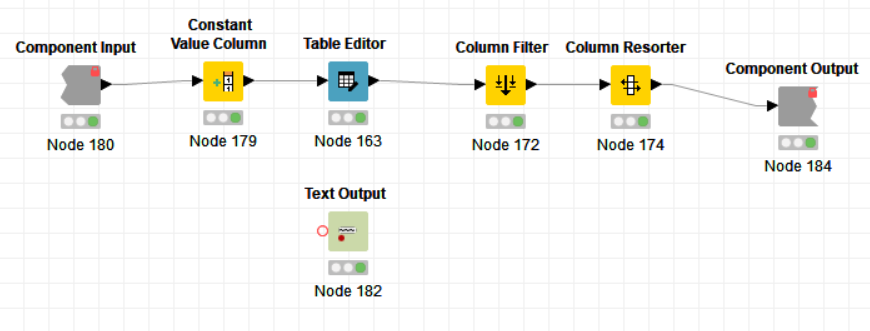 Component Input
Constant
Value Column
Table Editor
Column Filter
Column Resorter
Component Output
Node 180
Node 179
Node 163
Node 172
Node 174
Node 184
Text Output
Node 182